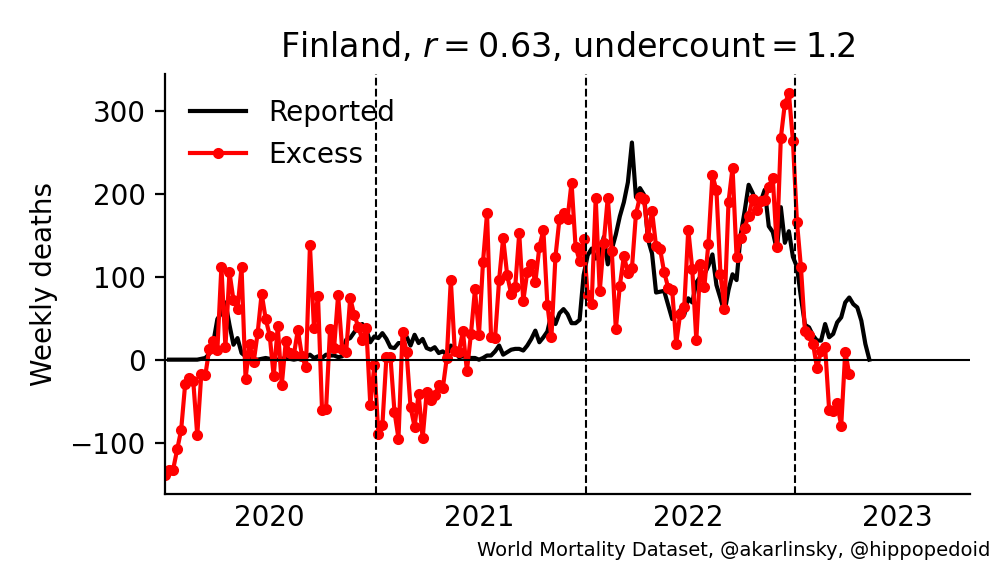 Finland, r = 0.63, undercount = 1.2
Reported
Excess
Weekly deaths
300
200
100
0
−100
2020 2021 2022 2023
World Mortality Dataset, @akarlinsky, @hippopedoid